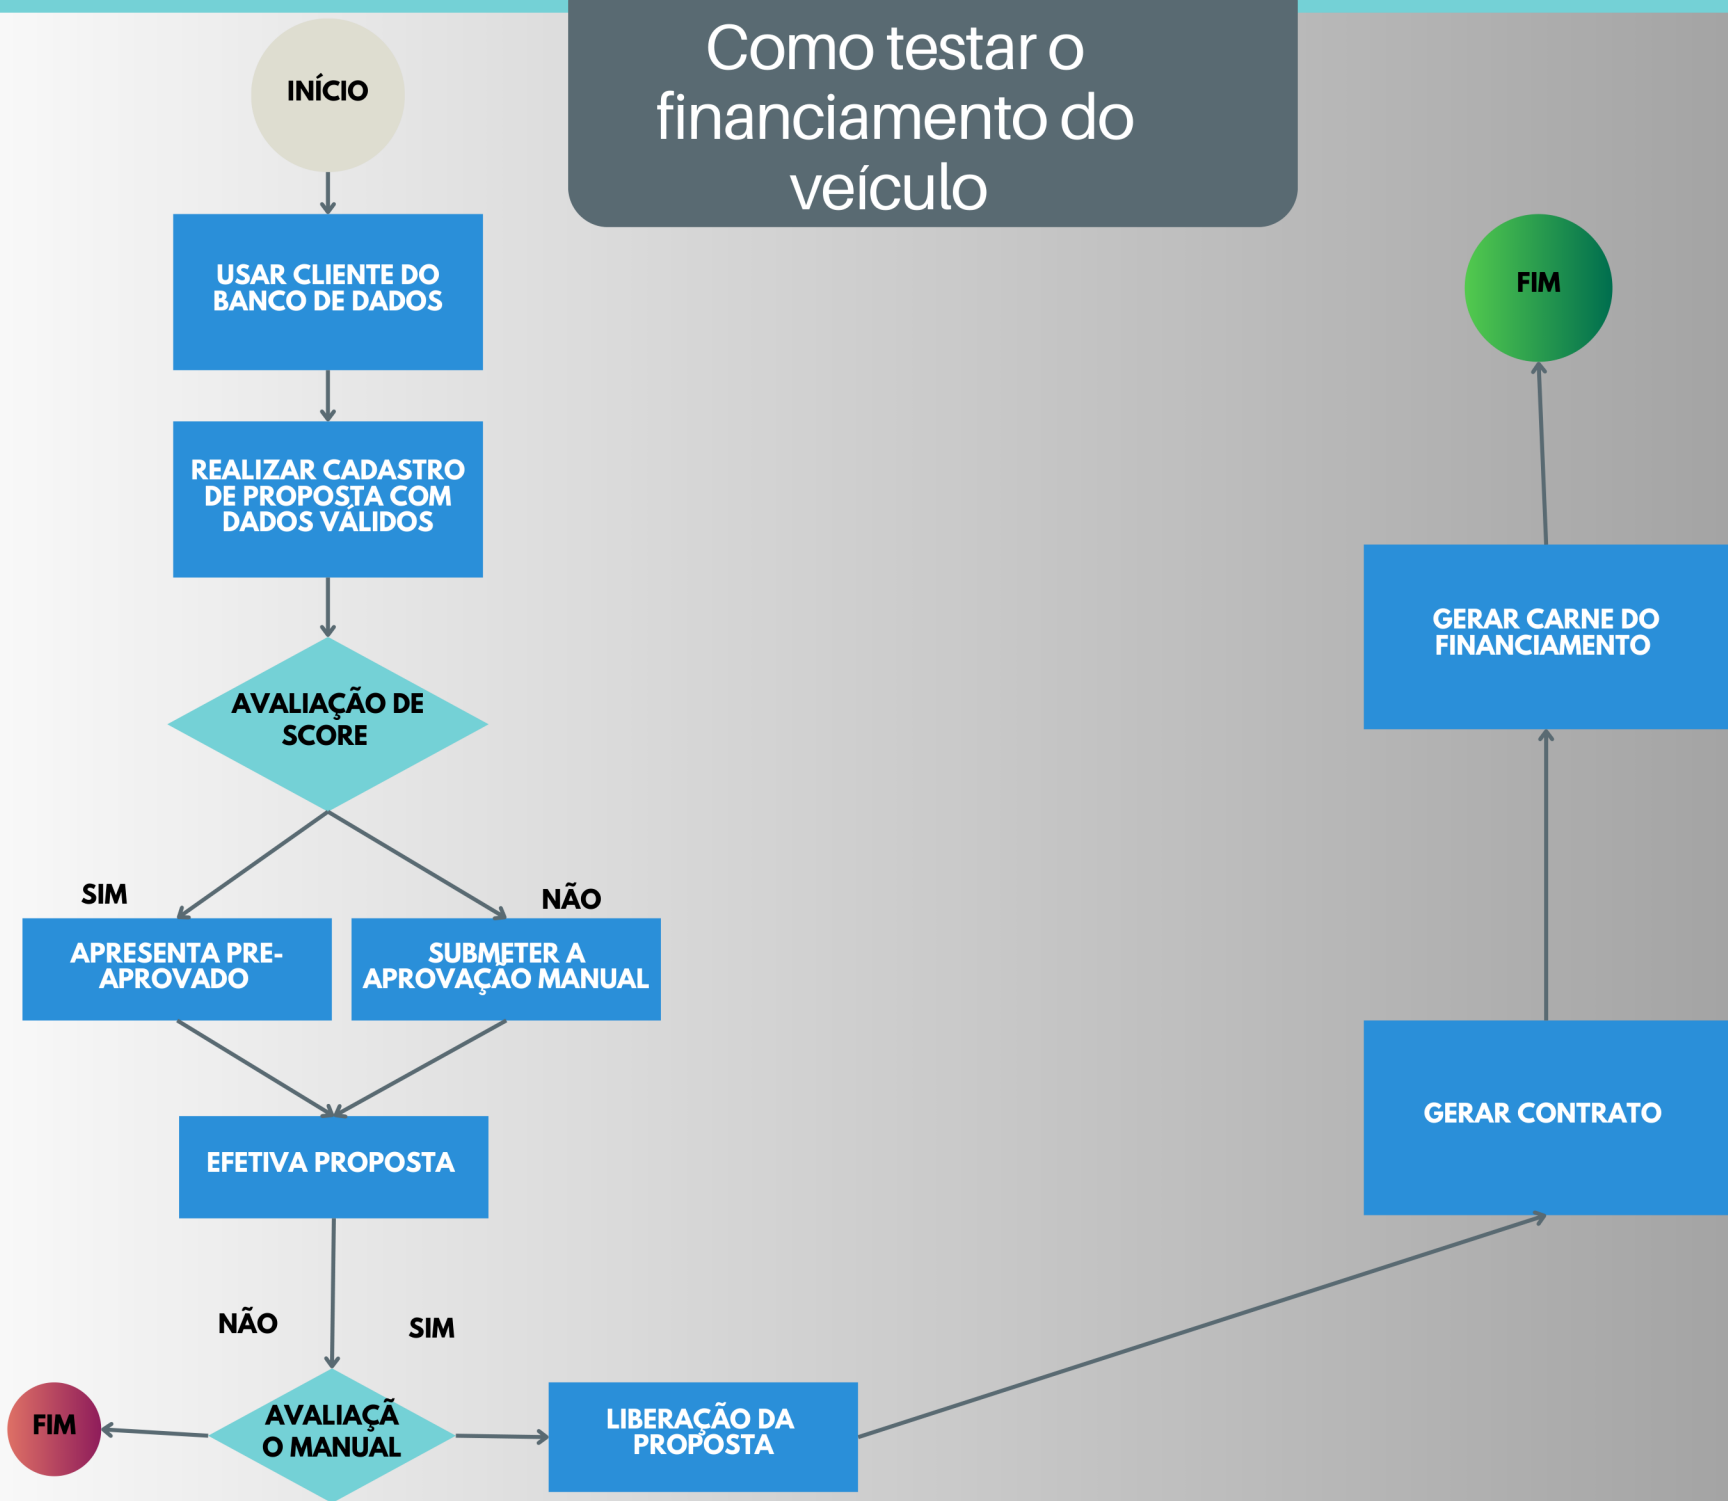 Como testar o
financiamento do
veículo
INÍCIO
USAR CLIENTE DO
BANCO DE DADOS
REALIZAR CADASTRO
DE PROPOSTA COM
DADOS VÁLIDOS
AVALIAÇÃO DE
SCORE
SIM
NÃO
APRESENTA PRE-
APROVADO
SUBMETER A
APROVAÇÃO MANUAL
EFETIVA PROPOSTA
NÃO
SIM
AVALIAÇÃ
O MANUAL
FIM
LIBERAÇÃO DA
PROPOSTA
GERAR CONTRATO
GERAR CARNE DO
FINANCIAMENTO
FIM